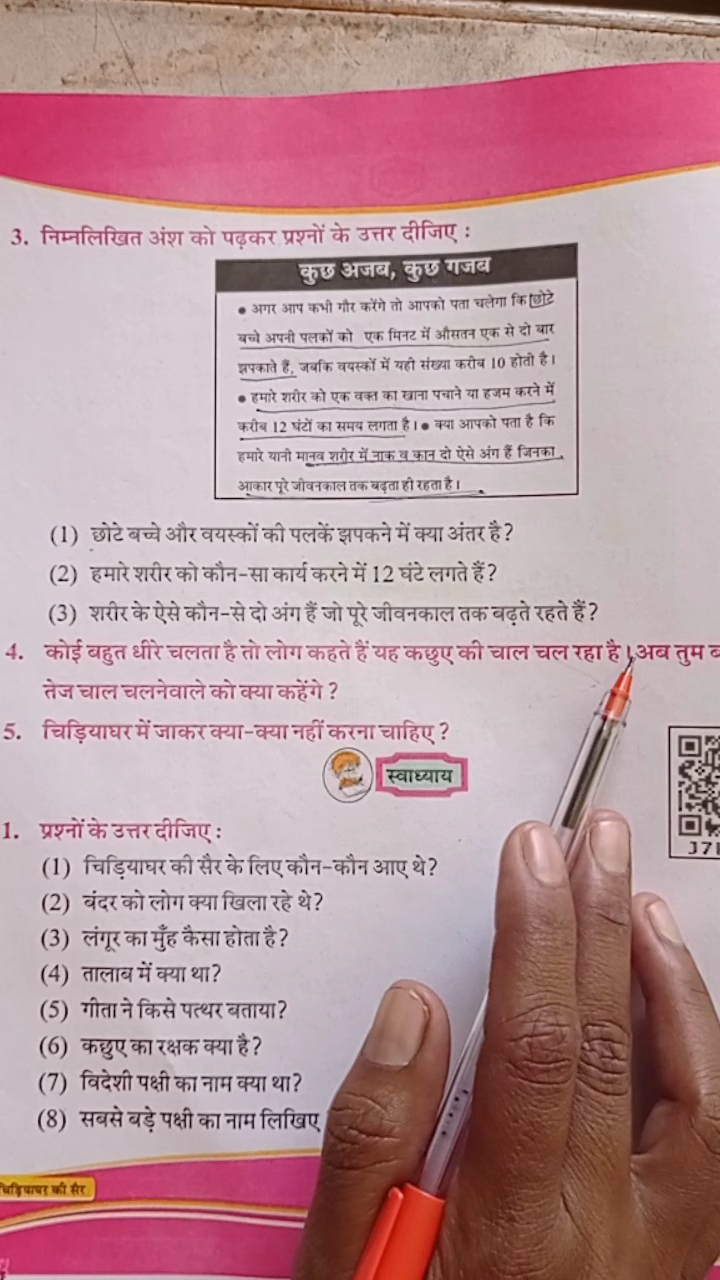 3. निम्नलिखित अंश को पढ़कर प्रश्नों के उत्तर दीजिए :
कुछ अजब, कुछ गजब
• अगर आप कभी गौर करेंगे तो आपको पता चलेगा कि छोटे
बच्चे अपनी पलकों को एक मिनट में औसतन एक से दो बार
झपकाते हैं, जबकि वयस्कों में यही संख्या करीब 10 होती है।
• हमारे शरीर को एक वक्त का खाना पचाने या हजम करने में
करीब 12 घंटों का समय लगता है। • क्या आपको पता है कि
हमारे यानी मानव शरीर में नाक व कान दो ऐसे अंग हैं जिनका
आकार पूरे जीवनकाल तक बढ़ता ही रहता है।
(1) छोटे बच्चे और वयस्कों की पलकें झपकने में क्या अंतर है?
(2) हमारे शरीर को कौन-सा कार्य करने में 12 घंटे लगते हैं?
(3) शरीर के ऐसे कौन-से दो अंग हैं जो पूरे जीवनकाल तक बढ़ते रहते हैं?
4. कोई बहुत धीरे चलता है तो लोग कहते हैं यह कछुए की चाल चल रहा है। अब तुम
तेज चाल चलनेवाले को क्या कहेंगे ?
5. चिड़ियाघर में जाकर क्या-क्या नहीं करना चाहिए ?
स्वाध्याय
J7
1. प्रश्नों के उत्तर दीजिए :
(1) चिड़ियाघर की सैर के लिए कौन-कौन आए थे?
(2) बंदर को लोग क्या खिला रहे थे?
(3) लंगूर का मुँह कैसा होता है?
(4) तालाब में क्या था?
(5) गीता ने किसे पत्थर बताया?
(6) कछुए का रक्षक क्या है?
(7) विदेशी पक्षी का नाम क्या था?
(8) सबसे बड़े पक्षी का नाम लिखिए
चिड़ियाघर की सैर